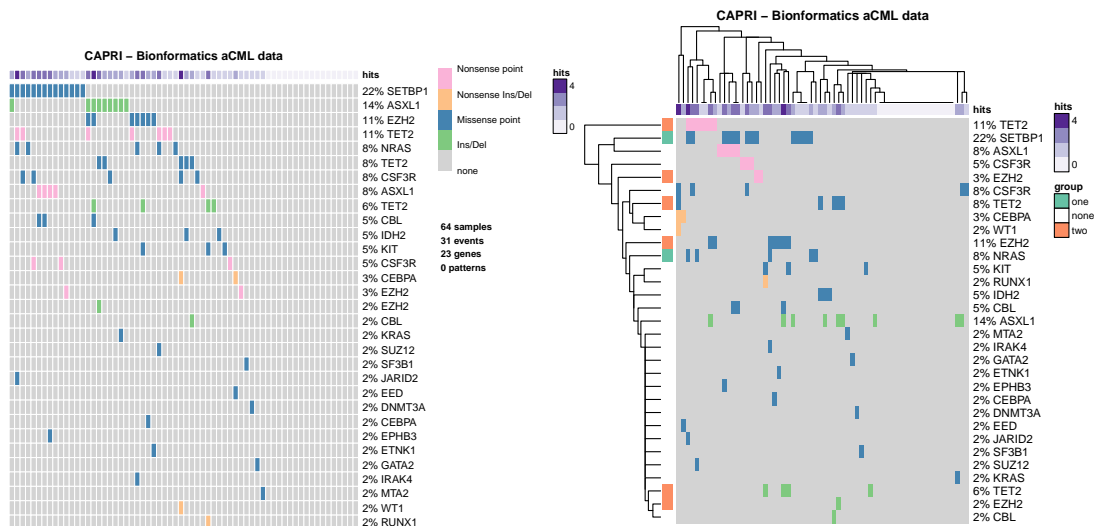 CAPRI – Bionformatics aCML data
hits
22% SETBP1
14% ASXL1
11% EZH2
11% TET2
8% NRAS
8% TET2
8% CSF3R
8% ASXL1
6% TET2
5% CBL
5% IDH2
5% KIT
5% CSF3R
3% CEBPA
3% EZH2
2% EZH2
2% CBL
2% KRAS
2% SUZ12
2% SF3B1
2% JARID2
2% EED
2% DNMT3A
2% CEBPA
2% EPHB3
2% ETNK1
2% GATA2
2% IRAK4
2% MTA2
2% WT1
2% RUNX1
Nonsense point
Nonsense Ins/Del
Missense point
Ins/Del
none
hits
4
0
64 samples
31 events
23 genes
0 patterns
CAPRI – Bionformatics aCML data
hits
11% TET2
22% SETBP1
8% ASXL1
5% CSF3R
3% EZH2
8% CSF3R
8% TET2
3% CEBPA
2% WT1
11% EZH2
8% NRAS
5% KIT
2% RUNX1
5% IDH2
5% CBL
14% ASXL1
2% MTA2
2% IRAK4
2% GATA2
2% ETNK1
2% EPHB3
2% CEBPA
2% DNMT3A
2% EED
2% JARID2
2% SF3B1
2% SUZ12
2% KRAS
6% TET2
2% EZH2
2% CBL
hits
4
0
group
one
none
two